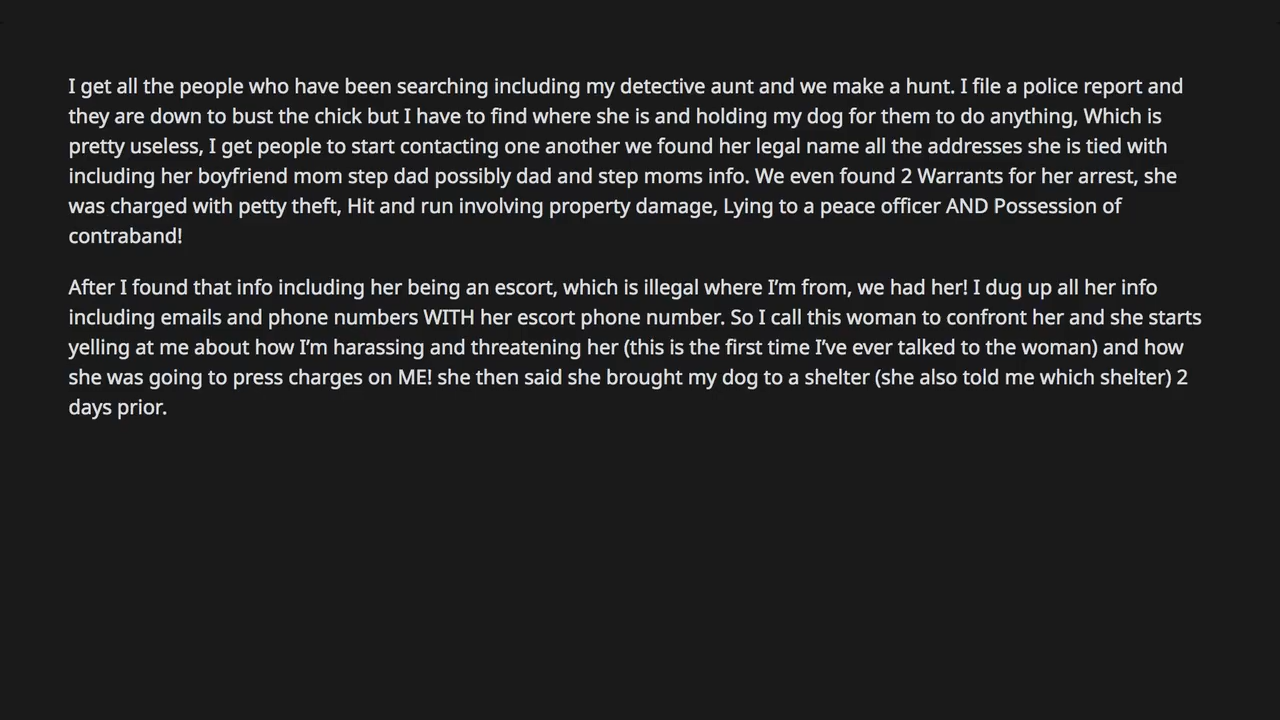 I get all the people who have been searching including my detective aunt and we make a hunt. I file a police report and
they are down to bust the chick but I have to find where she is and holding my dog for them to do anything, Which is
pretty useless, I get people to start contacting one another we found her legal name all the addresses she is tied with
including her boyfriend mom step dad possibly dad and step moms info. We even found 2 Warrants for her arrest, she
was charged with petty theft, Hit and run involving property damage, Lying to a peace officer AND Possession of
contraband!
After I found that info including her being an escort, which is illegal where I’m from, we had her! I dug up all her info
including emails and phone numbers WITH her escort phone number. So I call this woman to confront her and she starts
yelling at me about how I’m harassing and threatening her (this is the first time I’ve ever talked to the woman) and how
she was going to press charges on ME! she then said she brought my dog to a shelter (she also told me which shelter) 2
days prior.